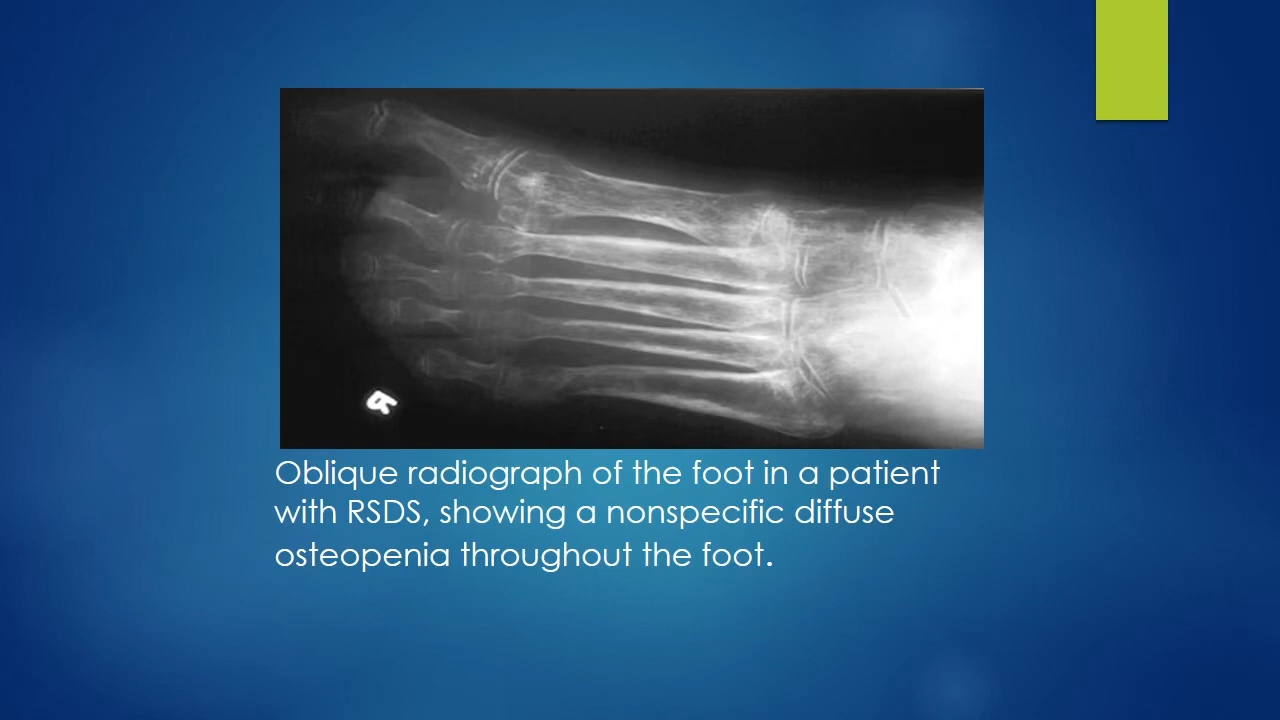 Oblique radiograph of the foot in a patient
with RSDS, showing a nonspecific diffuse
osteopenia throughout the foot.